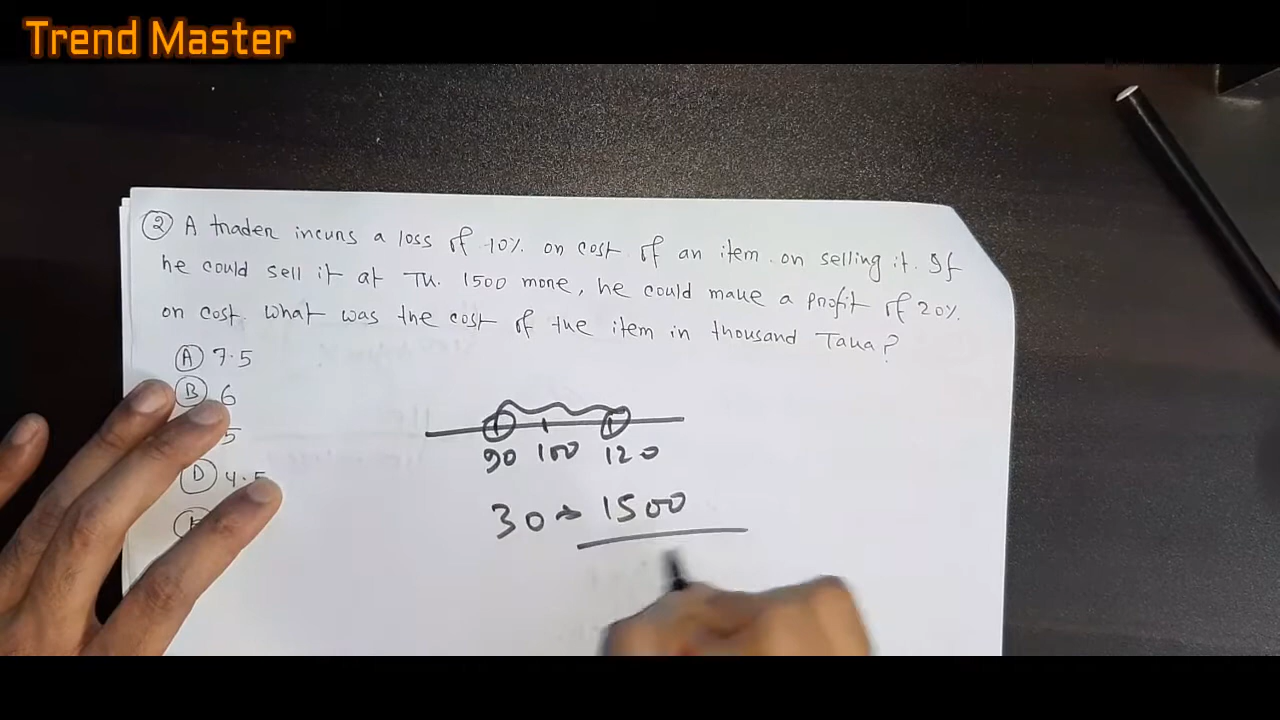 Trend Master
② A trader incurs a loss of 10% on cost of an item on selling it. If
he could sell it at TK. 1500 more, he could make a profit of 20%
on cost. What was the cost of the item in thousand Taka?
Ⓐ 7.5
Ⓑ 6
5
Ⓓ 4.5
90 100 120
30 → 1500